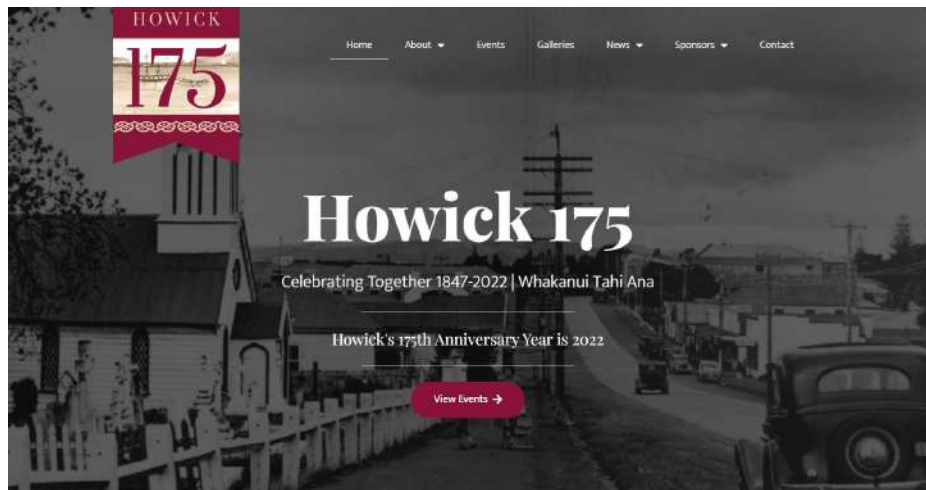 HOWICK
175
Home About Events Galleries News Sponsors Contact
Howick 175
Celebrating Together 1847-2022 | Whakanui Tahi Ana
Howick's 175th Anniversary Year is 2022
View Events